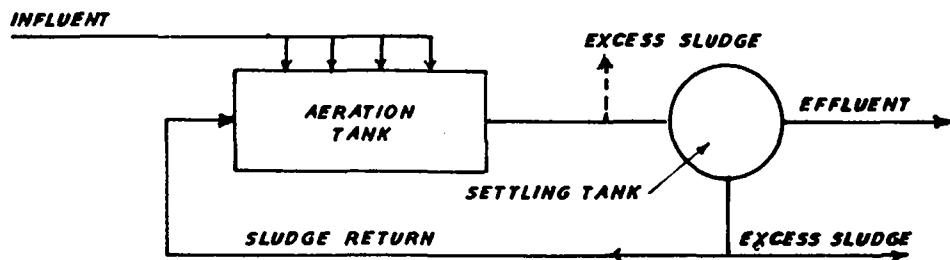 INFLUENT
EXCESS SLUDGE
AERATION
TANK
EFFLUENT
SETTLING TANK
SLUDGE RETURN
EXCESS SLUDGE